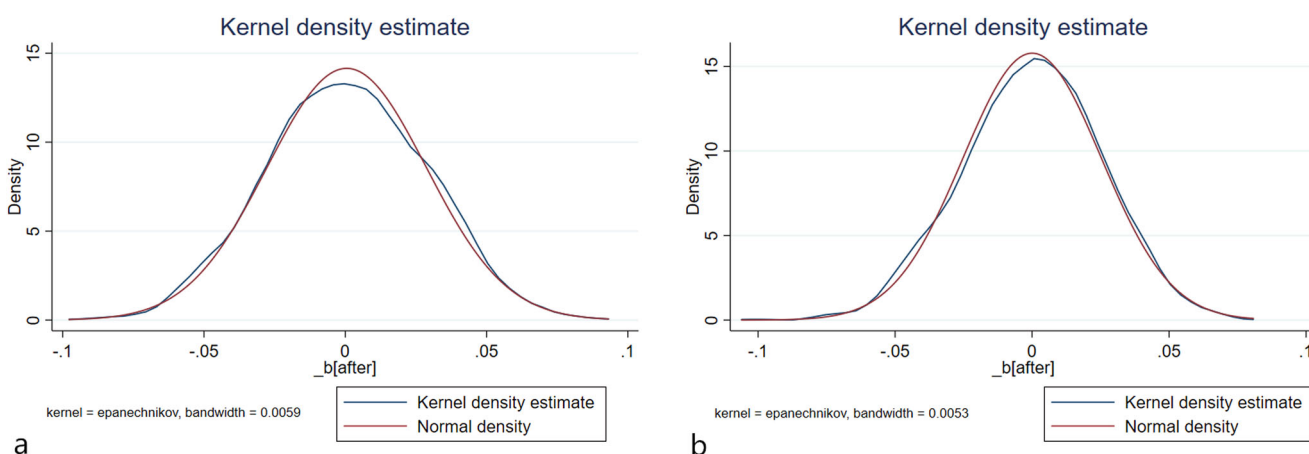 Kernel density estimate
15
10
5
0
Density
-.1 -.05 0 .05 .1
_b[after]
kernel = epanechnikov, bandwidth = 0.0059
Kernel density estimate
Normal density
a
Kernel density estimate
15
10
5
0
Density
-.1 -.05 0 .05 .1
_b[after]
kernel = epanechnikov, bandwidth = 0.0053
Kernel density estimate
Normal density
b